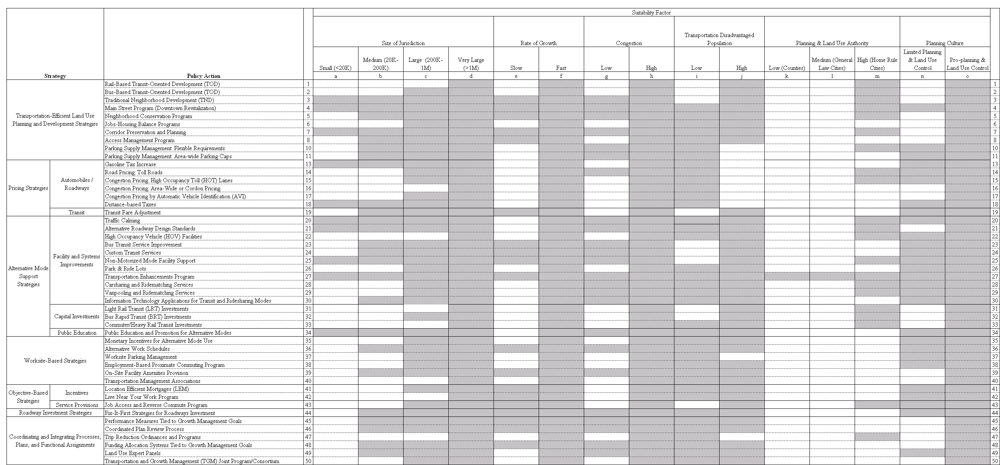 Suitability Factor
Size of Jurisdiction
Rate of Growth
Congestion
Transportation Disadvantaged
Population
Planning & Land Use Authority
Planning Culture
Strategy
Policy Action
Small (<20K)
Medium (20K-
200K)
Large (200K-
1M)
Very Large
(>1M)
Slow
Fast
Low
High
Low
High
Low (Counties)
Medium (General
Law Cities)
High (Home Rule
Cities)
Limited Planning
& Land Use
Control
Pro-planning &
Land Use Control
a b c d e f g h i j k l m n o
Transportation-Efficient Land Use
Planning and Development Strategies
Rail-Based Transit-Oriented Development (TOD) 1 1
Bus-Based Transit-Oriented Development (TOD) 2 2
Traditional Neighborhood Development (TND) 3 3
Main Street Program (Downtown Revitalization) 4 4
Neighborhood Conservation Program 5 5
Jobs-Housing Balance Programs 6 6
Corridor Preservation and Planning 7 7
Access Management Program 8 8
Parking Supply Management: Flexible Requirements 10 10
Parking Supply Management: Area-wide Parking Caps 11 11
Pricing Strategies
Automobiles /
Roadways
Gasoline Tax Increase 13 13
Road Pricing: Toll Roads 14 14
Congestion Pricing: High Occupancy Toll (HOT) Lanes 15 15
Congestion Pricing: Area-Wide or Cordon Pricing 16 16
Congestion Pricing by Automatic Vehicle Identification (AVI) 17 17
Distance-based Taxes 18 18
Transit
Transit Fare Adjustment 19 19
Alternative Mode
Support
Strategies
Facility and Systems
Improvements
Traffic Calming 20 20
Alternative Roadway Design Standards 21 21
High Occupancy Vehicle (HOV) Facilities 22 22
Bus Transit Service Improvement 23 23
Custom Transit Services 24 24
Non-Motorized Mode Facility Support 25 25
Park & Ride Lots 26 26
Transportation Enhancements Program 27 27
Carsharing and Ridematching Services 28 28
Vanpooling and Ridematching Services 29 29
Information Technology Applications for Transit and Ridesharing Modes 30 30
Capital Investments
Light Rail Transit (LRT) Investments 31 31
Bus Rapid Transit (BRT) Investments 32 32
Commuter/Heavy Rail Transit Investments 33 33
Public Education
Public Education and Promotion for Alternative Modes 34 34
Worksite-Based Strategies
Monetary Incentives for Alternative Mode Use 35 35
Alternative Work Schedules 36 36
Worksite Parking Management 37 37
Employment-Based Proximate Commuting Program 38 38
On-Site Facility Amenities Provision 39 39
Transportation Management Associations 40 40
Objective-Based
Strategies
Incentives
Location Efficient Mortgages (LEM) 41 41
Live Near Your Work Program 42 42
Service Provisions
Job Access and Reverse Commute Program 43 43
Roadway Investment Strategies
Fix-It-First Strategies for Roadways Investment 44 44
Coordinating and Integrating Processes,
Plans, and Functional Assignments
Performance Measures Tied to Growth Management Goals 45 45
Coordinated Plan Review Process 46 46
Trip Reduction Ordinances and Programs 47 47
Funding Allocation Systems Tied to Growth Management Goals 48 48
Land Use Expert Panels 49 49
Transportation and Growth Management (TGM) Joint Program/Consortium 50 50